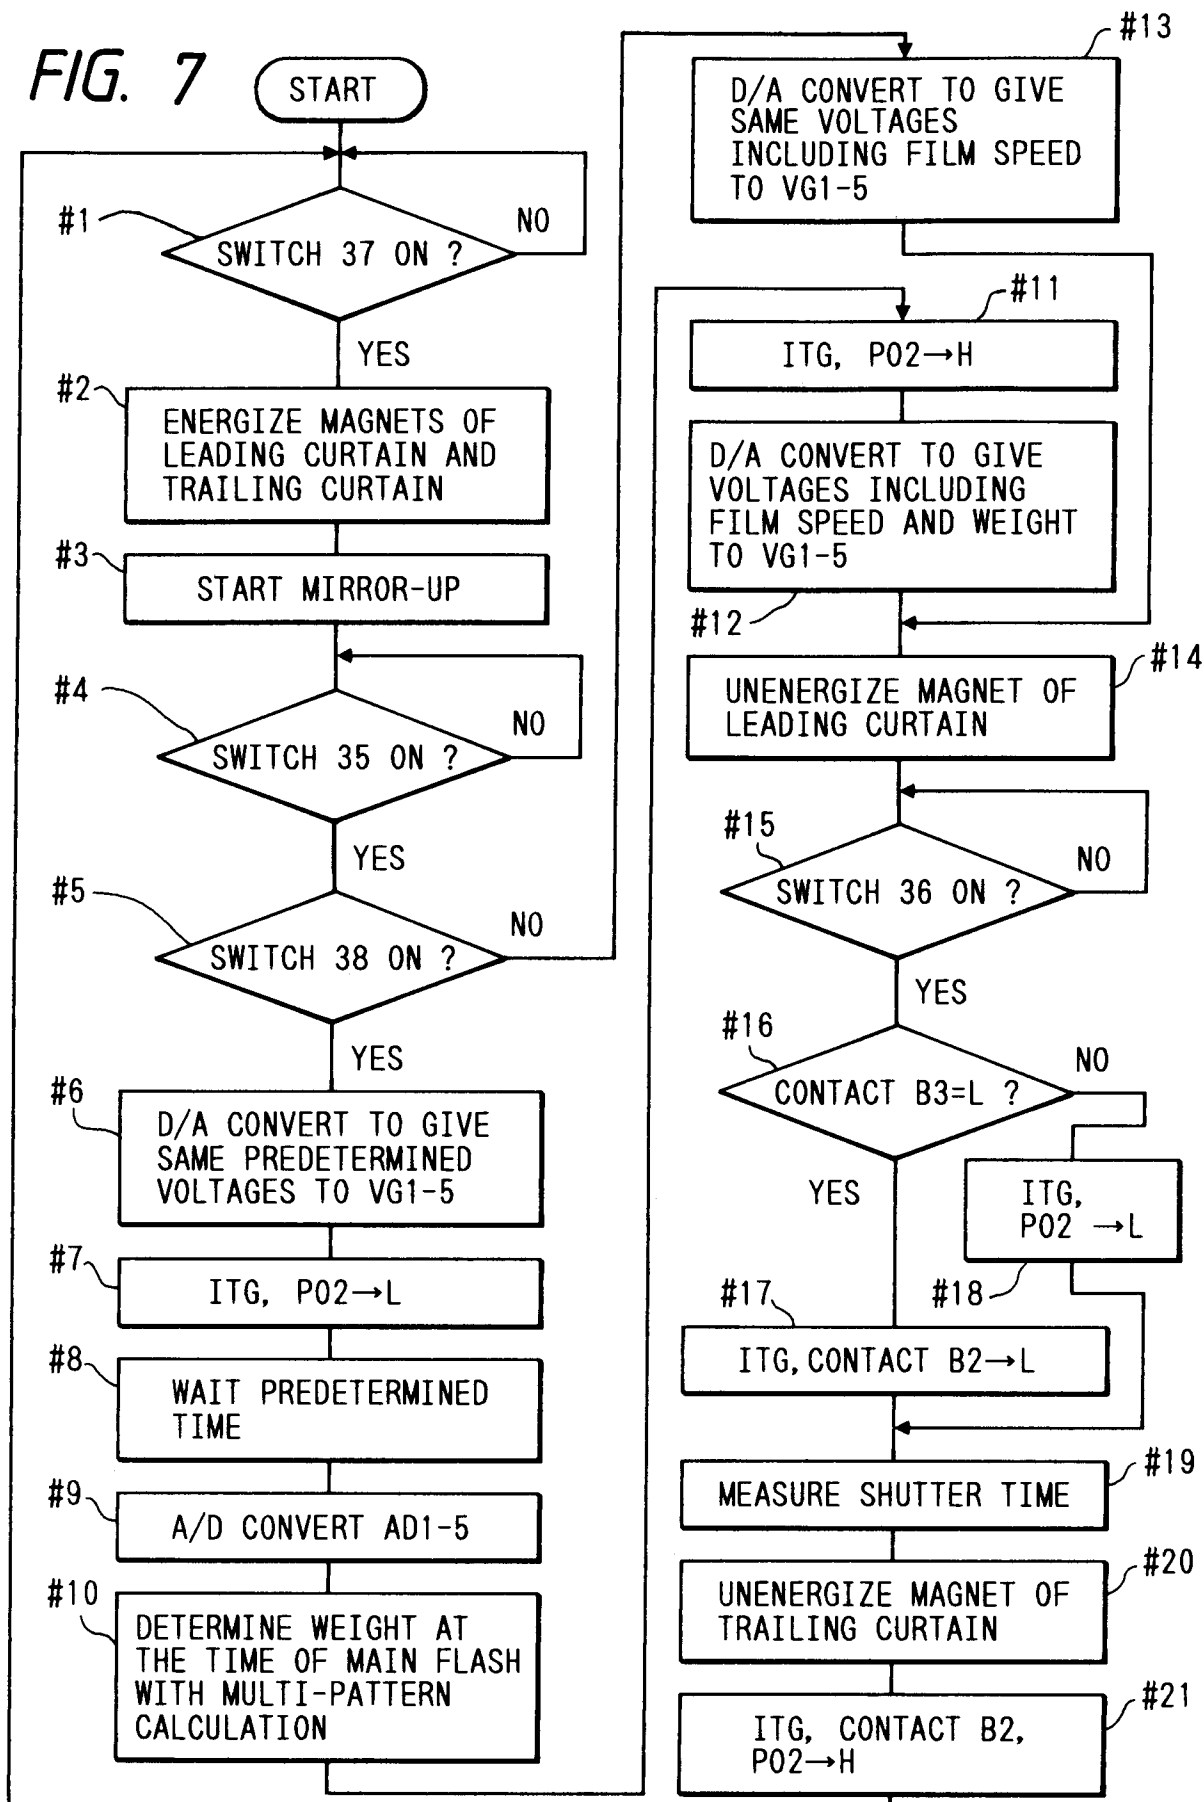 FIG. 7
START
#1
SWITCH 37 ON ?
NO
YES
#2
ENERGIZE MAGNETS OF
LEADING CURTAIN AND
TRAILING CURTAIN
#3
START MIRROR-UP
#4
SWITCH 35 ON ?
NO
YES
#5
SWITCH 38 ON ?
NO
YES
#6
D/A CONVERT TO GIVE
SAME PREDETERMINED
VOLTAGES TO VG1-5
#7
ITG, PO2→L
#8
WAIT PREDETERMINED
TIME
#9
A/D CONVERT AD1-5
#10
DETERMINE WEIGHT AT
THE TIME OF MAIN FLASH
WITH MULTI-PATTERN
CALCULATION
#13
D/A CONVERT TO GIVE
SAME VOLTAGES
INCLUDING FILM SPEED
TO VG1-5
#11
ITG, PO2→H
D/A CONVERT TO GIVE
VOLTAGES INCLUDING
FILM SPEED AND WEIGHT
TO VG1-5
#12
#14
UNENERGIZE MAGNET OF
LEADING CURTAIN
#15
SWITCH 36 ON ?
NO
YES
#16
CONTACT B3=L ?
NO
YES
ITG,
PO2 →L
#18
#17
ITG,CONTACT B2→L
#19
MEASURE SHUTTER TIME
#20
UNENERGIZE MAGNET OF
TRAILING CURTAIN
#21
ITG, CONTACT B2,
PO2→H